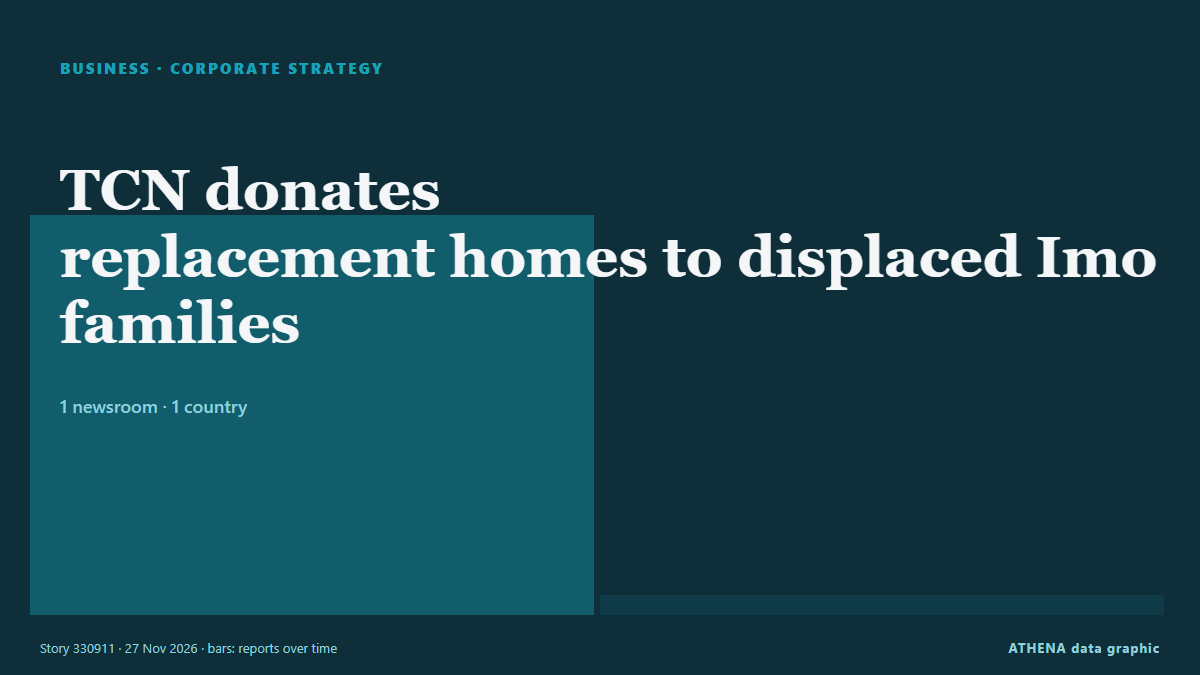 BUSINESS · CORPORATE STRATEGY
TCN donates
replacement homes to displaced Imo
families
1 newsroom · 1 country
Story 330911 · 27 Nov 2026 · bars: reports over time
ATHENA data graphic